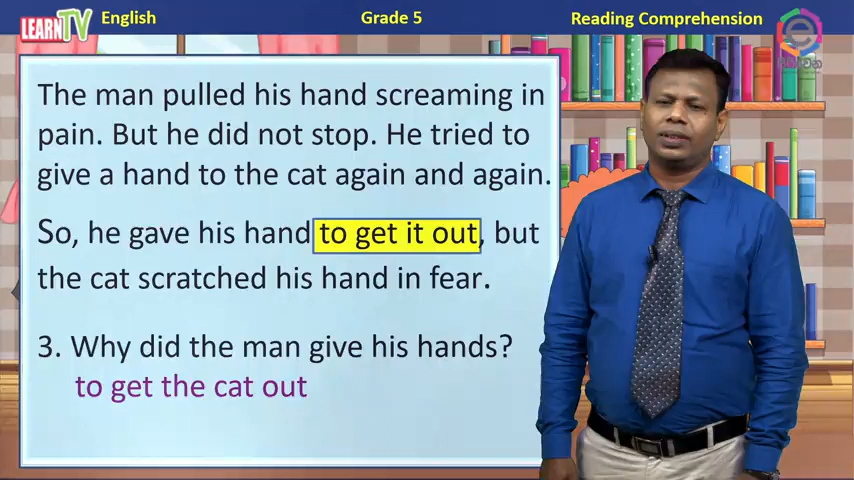 LEARN TV English Grade 5 Reading Comprehension
The man pulled his hand screaming in
pain. But he did not stop. He tried to
give a hand to the cat again and again.
So, he gave his hand to get it out, but
the cat scratched his hand in fear.
3. Why did the man give his hands?
to get the cat out